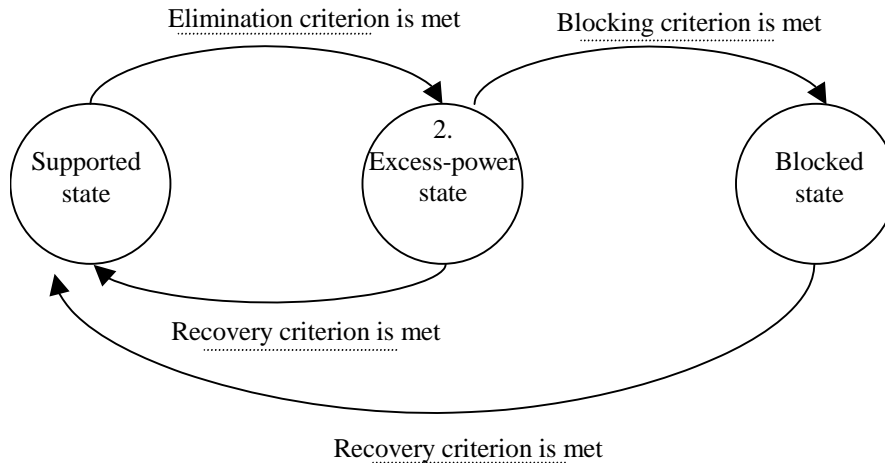 Elimination criterion is met
Blocking criterion is met
Supported
state
2.
Excess-power
state
Blocked
state
Recovery criterion is met
Recovery criterion is met